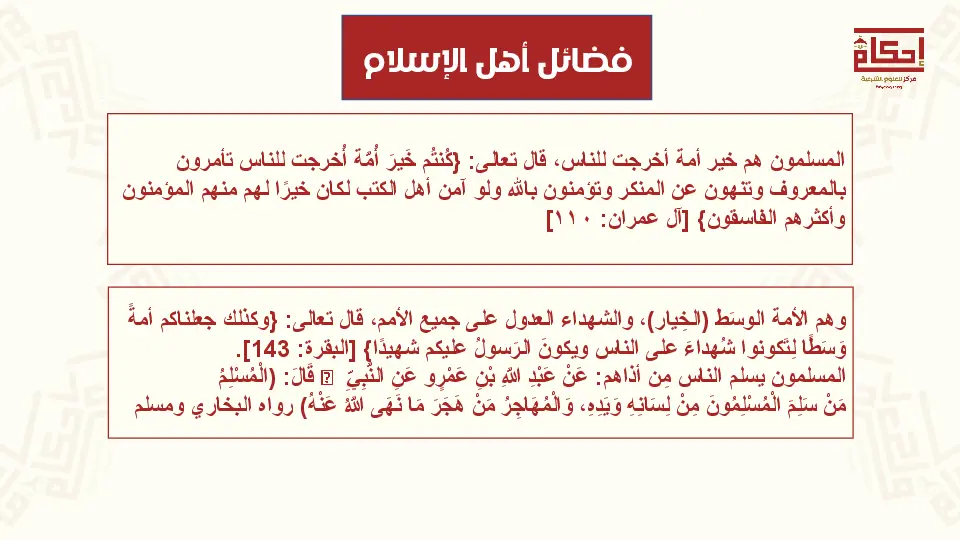 فضائل أهل الإسلام
إحكام
مركز للعلوم الشرعية
المسلمون هم خير أمة أخرجت للناس، قال تعالى: {كُنتُم خَيرَ أُمّة أُخرجت للناس تأمرون
بالمعروف وتنهون عن المنكر وتؤمنون بالله ولو آمن أهل الكتب لكان خيرًا لهم منهم المؤمنون
وأكثرهم الفاسقون} [آل عمران: ١١٠]
وهم الأمة الوسَط (الخِيار)، والشهداء العدول على جميع الأمم، قال تعالى: {وكذلك جعلناكم أمةً
وَسَطًا لِتَكونوا شُهداءَ على الناس ويكونَ الرَسولُ عليكم شهيدًا} [البقرة: 143].
المسلمون يسلم الناس مِن أذاهم: عَنْ عَبْدِ اللَّهِ بْنِ عَمْرٍو عَنِ النَّبِيِّ قَالَ: (الْمُسْلِمُ
مَنْ سَلِمَ الْمُسْلِمُونَ مِنْ لِسَانِهِ وَيَدِهِ، وَالْمُهَاجِرُ مَنْ هَجَرَ مَا نَهَى اللَّهُ عَنْهُ) رواه البخاري ومسلم